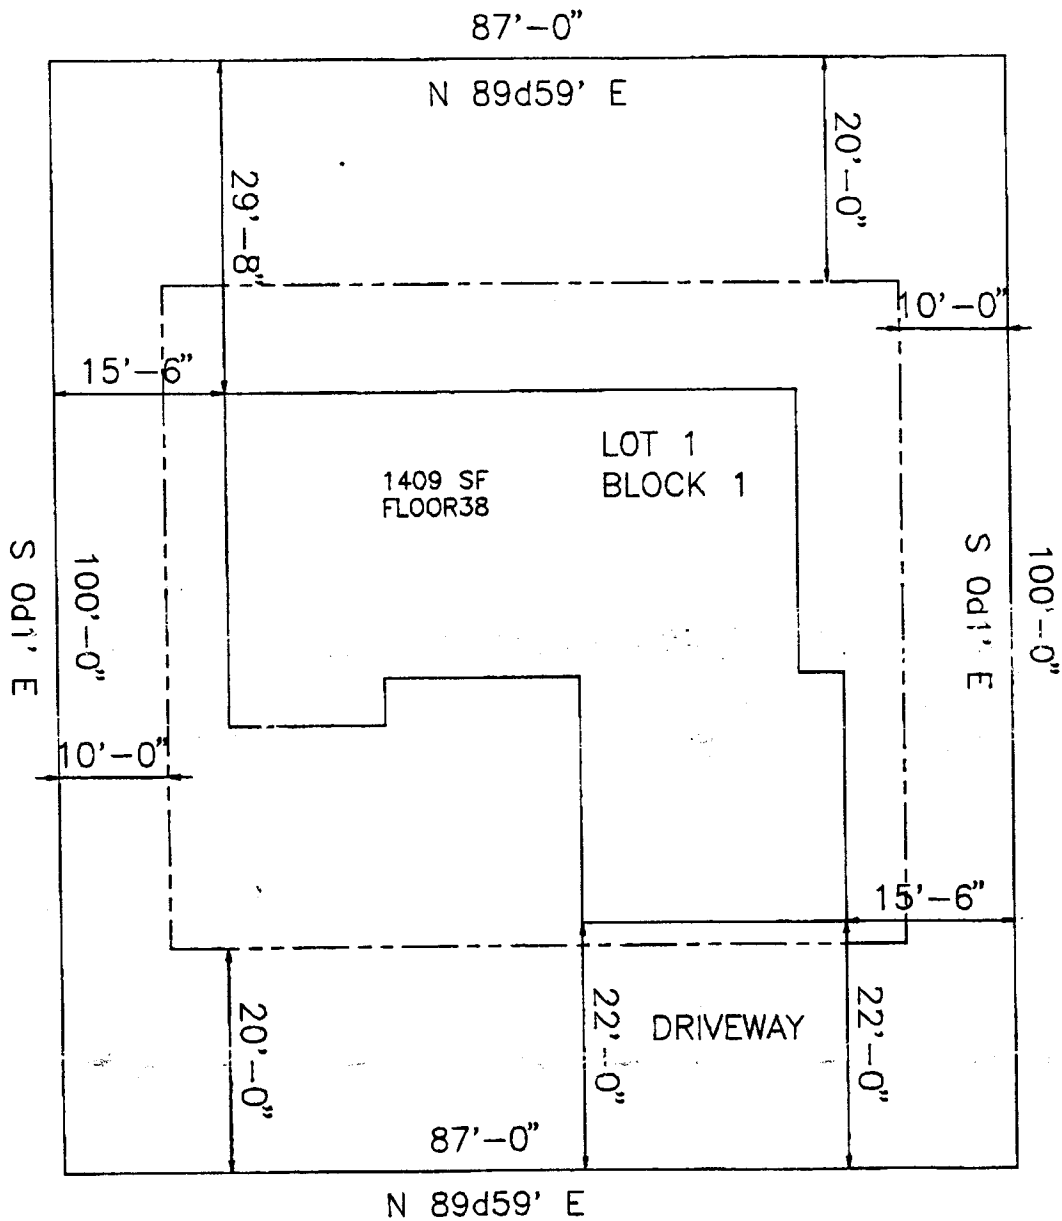 87'-0"
N 89d59' E
20'-0"
29'-8"
10'-0"
15'-6"
LOT 1
BLOCK 1
1409 SF
FLOOR38
S 0d1' E
100'-0"
S 0d1' E
100'-0"
10'-0"
15'-6"
20'-0"
22'-0"
DRIVEWAY
22'-0"
87'-0"
N 89d59' E